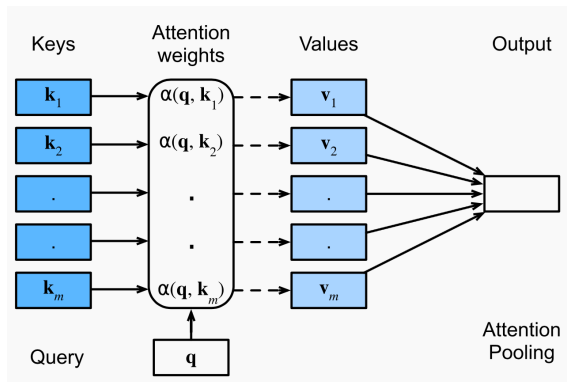 Keys
Attention
weights
Values
Output
k1 α(q, k1) v1
k2 α(q, k2) v2
. . .
. . .
km α(q, km) vm
Query
q
Attention
Pooling